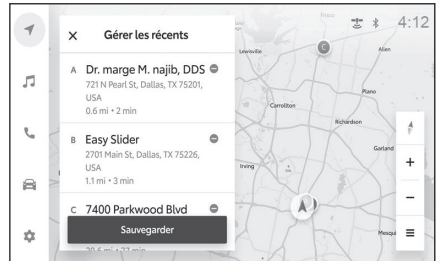 4:12
× Gérer les récents
A Dr. marge M. najib, DDS
721 N Pearl St, Dallas, TX 75201,
USA
0.6 mi • 2 min
B Easy Slider
2701 Main St, Dallas, TX 75226,
USA
1.1 mi • 3 min
C 7400 Parkwood Blvd
Sauvegarder
Frisco
C
Lewisville
Allen
Plano
Carrollton
Richardson
Garland
Irving
Mesqui
+
−